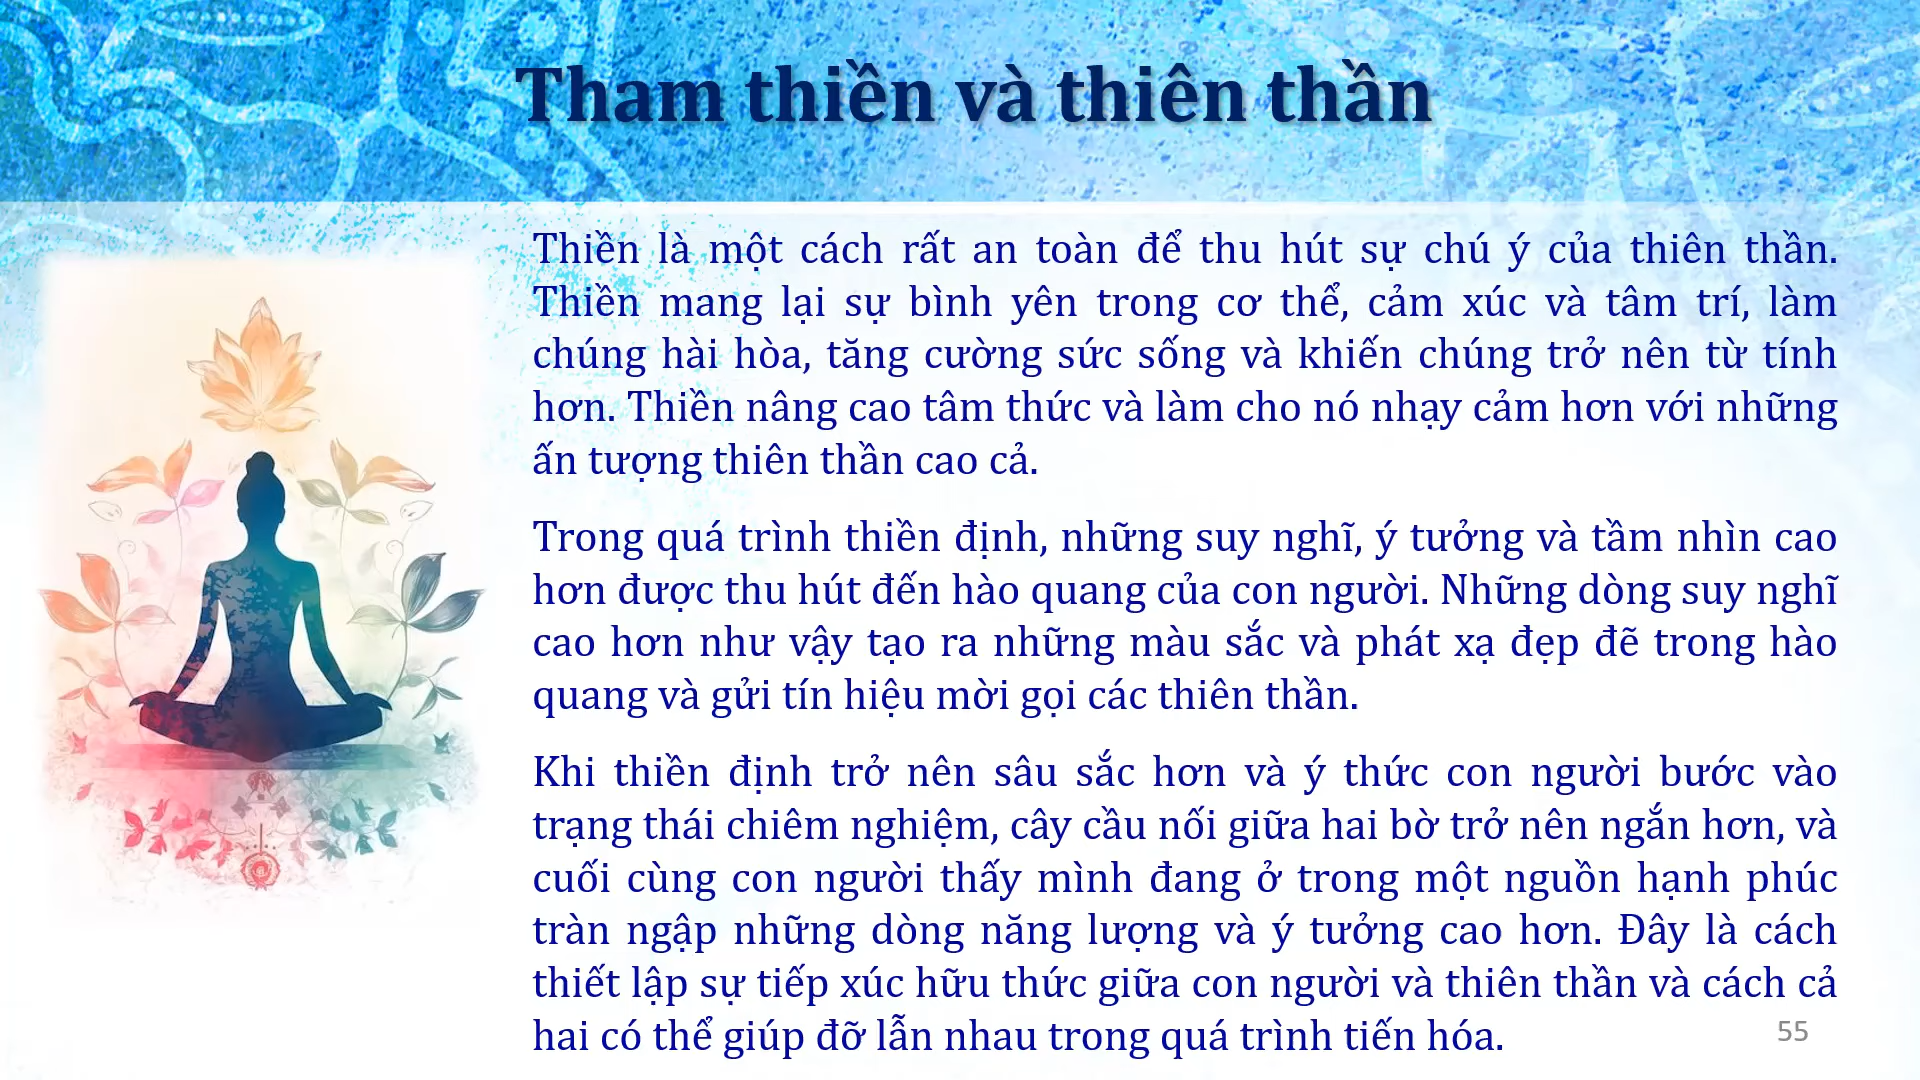 Tham thiền và thiên thần
Thiền là một cách rất an toàn để thu hút sự chú ý của thiên thần.
Thiền mang lại sự bình yên trong cơ thể, cảm xúc và tâm trí, làm
chúng hài hòa, tăng cường sức sống và khiến chúng trở nên từ tính
hơn. Thiền nâng cao tâm thức và làm cho nó nhạy cảm hơn với những
ấn tượng thiên thần cao cả.
Trong quá trình thiền định, những suy nghĩ, ý tưởng và tầm nhìn cao
hơn được thu hút đến hào quang của con người. Những dòng suy nghĩ
cao hơn như vậy tạo ra những màu sắc và phát xạ đẹp đẽ trong hào
quang và gửi tín hiệu mời gọi các thiên thần.
Khi thiền định trở nên sâu sắc hơn và ý thức con người bước vào
trạng thái chiêm nghiệm, cây cầu nối giữa hai bờ trở nên ngắn hơn, và
cuối cùng con người thấy mình đang ở trong một nguồn hạnh phúc
tràn ngập những dòng năng lượng và ý tưởng cao hơn. Đây là cách
thiết lập sự tiếp xúc hữu thức giữa con người và thiên thần và cách cả
hai có thể giúp đỡ lẫn nhau trong quá trình tiến hóa.
55